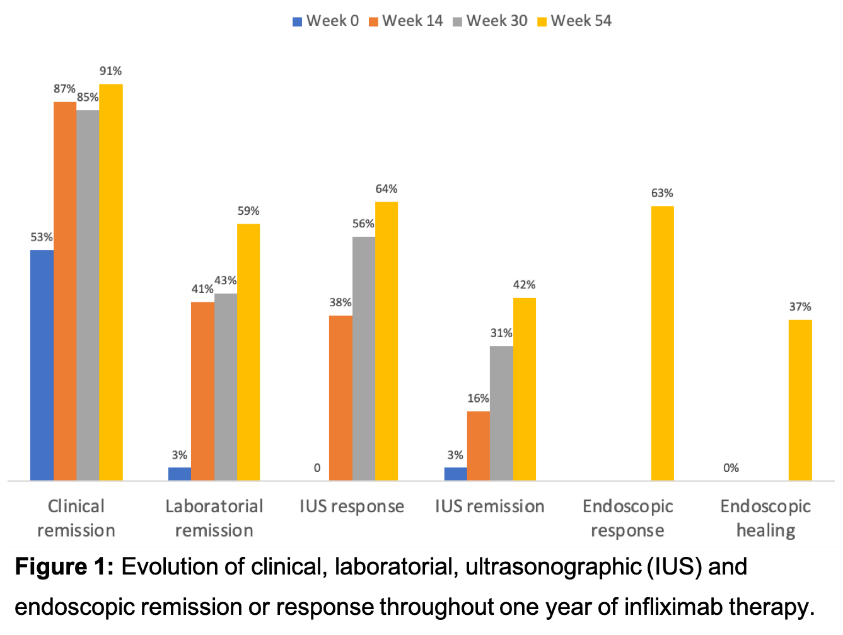 Week 0 Week 14 Week 30 Week 54
91%
87%
85%
53%
3%
41%
43%
59%
0
38%
56%
64%
3%
16%
31%
42%
63%
0%
37%
Clinical remission
Laboratorial remission
IUS response
IUS remission
Endoscopic response
Endoscopic healing
Figure 1: Evolution of clinical, laboratorial, ultrasonographic (IUS) and
endoscopic remission or response throughout one year of infliximab therapy.